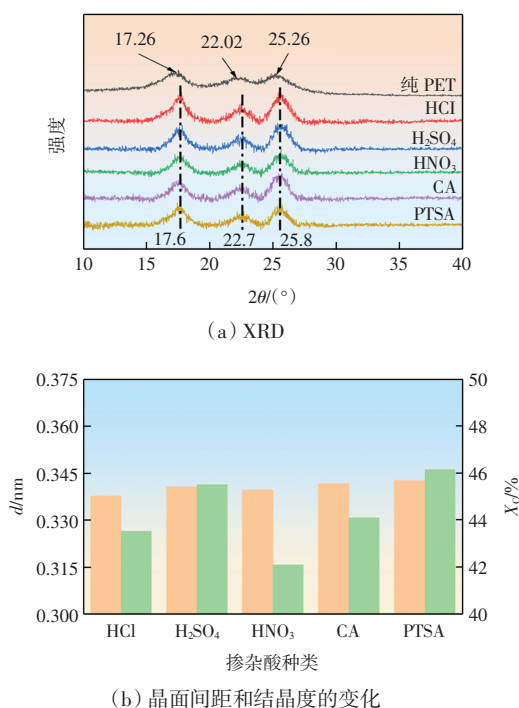 17.26
22.02
25.26
纯 PET
HCI
H₂SO₄
HNO₃
CA
PTSA
17.6
22.7
25.8
强度
10 15 20 25 30 35 40
2θ/(°)
(a) XRD
0.375
0.360
0.345
0.330
0.315
0.300
d/nm
50
48
46
44
42
40
X_C/%
HCl H₂SO₄ HNO₃ CA PTSA
掺杂酸种类
(b) 晶面间距和结晶度的变化